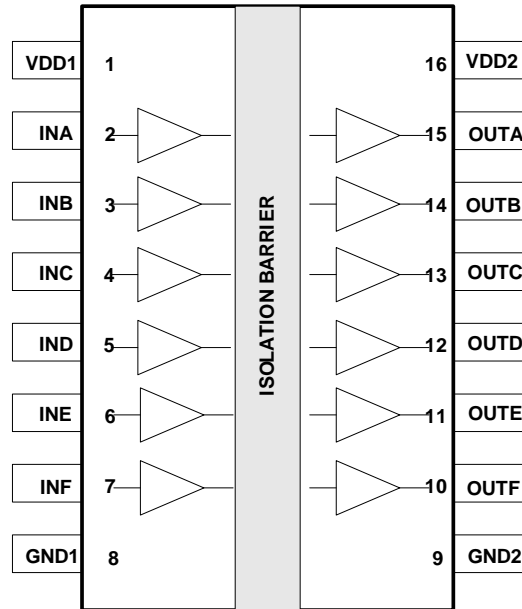 VDD1 1 16 VDD2
INA 2 15 OUTA
INB 3 14 OUTB
INC 4 13 OUTC
IND 5 12 OUTD
INE 6 11 OUTE
INF 7 10 OUTF
GND1 8 9 GND2
ISOLATION BARRIER